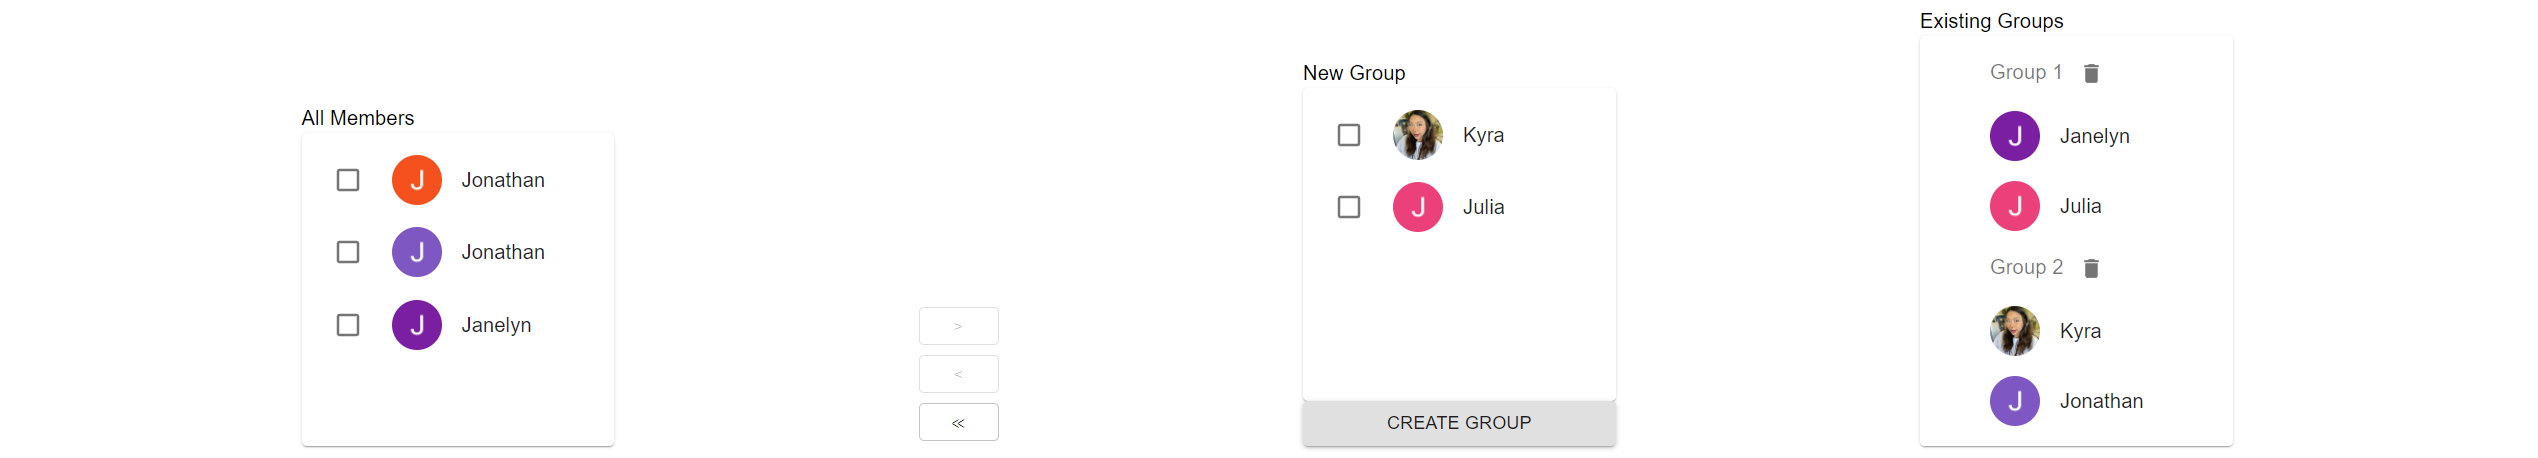 All Members
J Jonathan
J Jonathan
J Janelyn
>
<
≪
New Group
Kyra
J Julia
CREATE GROUP
Existing Groups
Group 1
J Janelyn
J Julia
Group 2
Kyra
J Jonathan